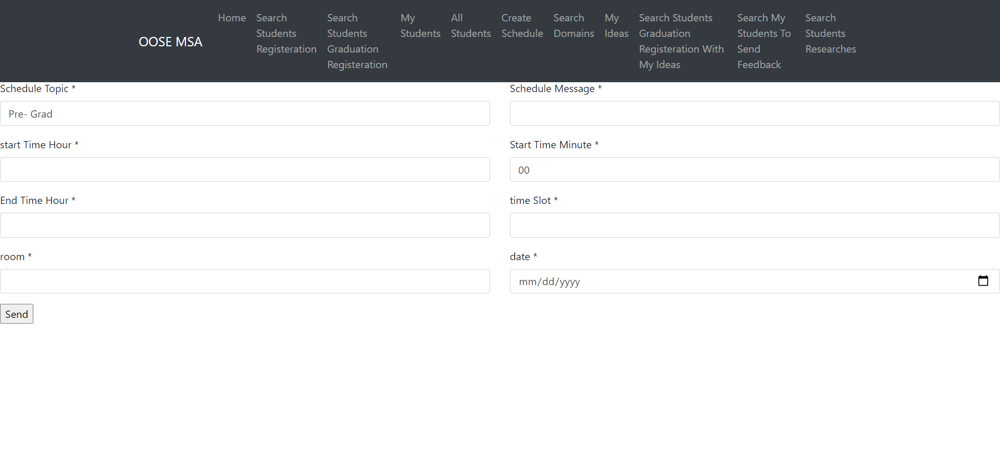 OOSE MSA
Home
Search
Students
Registeration
Search
Students
Graduation
Registeration
My
Students
All
Students
Create
Schedule
Search
Domains
My
Ideas
Search Students
Graduation
Registeration With
My Ideas
Search My
Students To
Send
Feedback
Search
Students
Researches
Schedule Topic *
Pre- Grad
Schedule Message *
start Time Hour *
Start Time Minute *
00
End Time Hour *
time Slot *
room *
date *
mm/dd/yyyy
Send